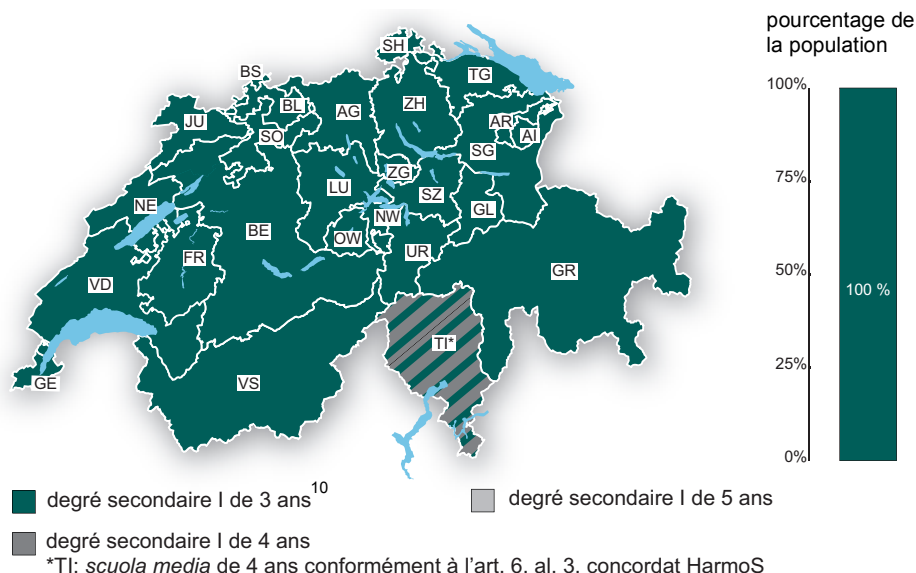 pourcentage de
la population
100%
75%
50%
25%
0%
100 %
SH
BS
TG
BL
ZH
AG
JU
AR
AI
SO
SG
ZG
LU
SZ
NE
GL
NW
BE
OW
UR
FR
GR
VD
TI*
GE
VS
degré secondaire I de 3 ans10
degré secondaire I de 5 ans
degré secondaire I de 4 ans
*TI: scuola media de 4 ans conformément à l'art. 6, al. 3, concordat HarmoS